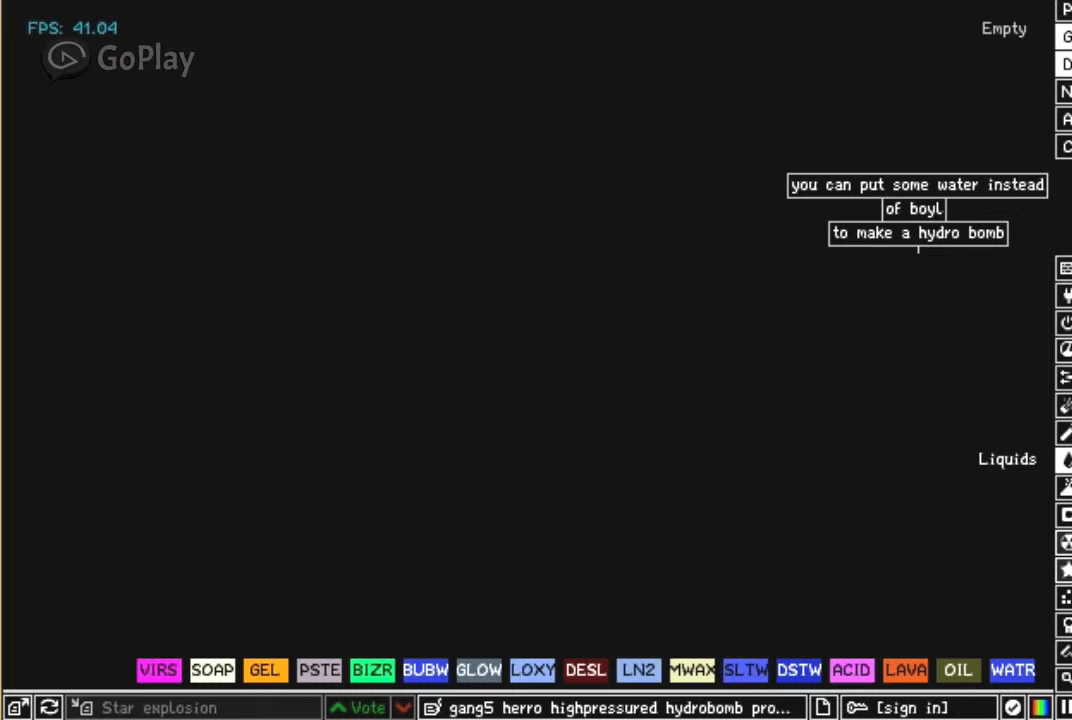 FPS: 41.04
Empty
GoPlay
P
G
D
N
A
C
you can put some water instead
of boyl
to make a hydro bomb
Liquids
VIRS SOAP GEL PSTE BIZR BUBW GLOW LOXY DESL LN2 MWAX SLTW DSTW ACID LAVA OIL WATR
Star explosion Vote gang5 herro highpressured hydrobomb pro... [sign in]